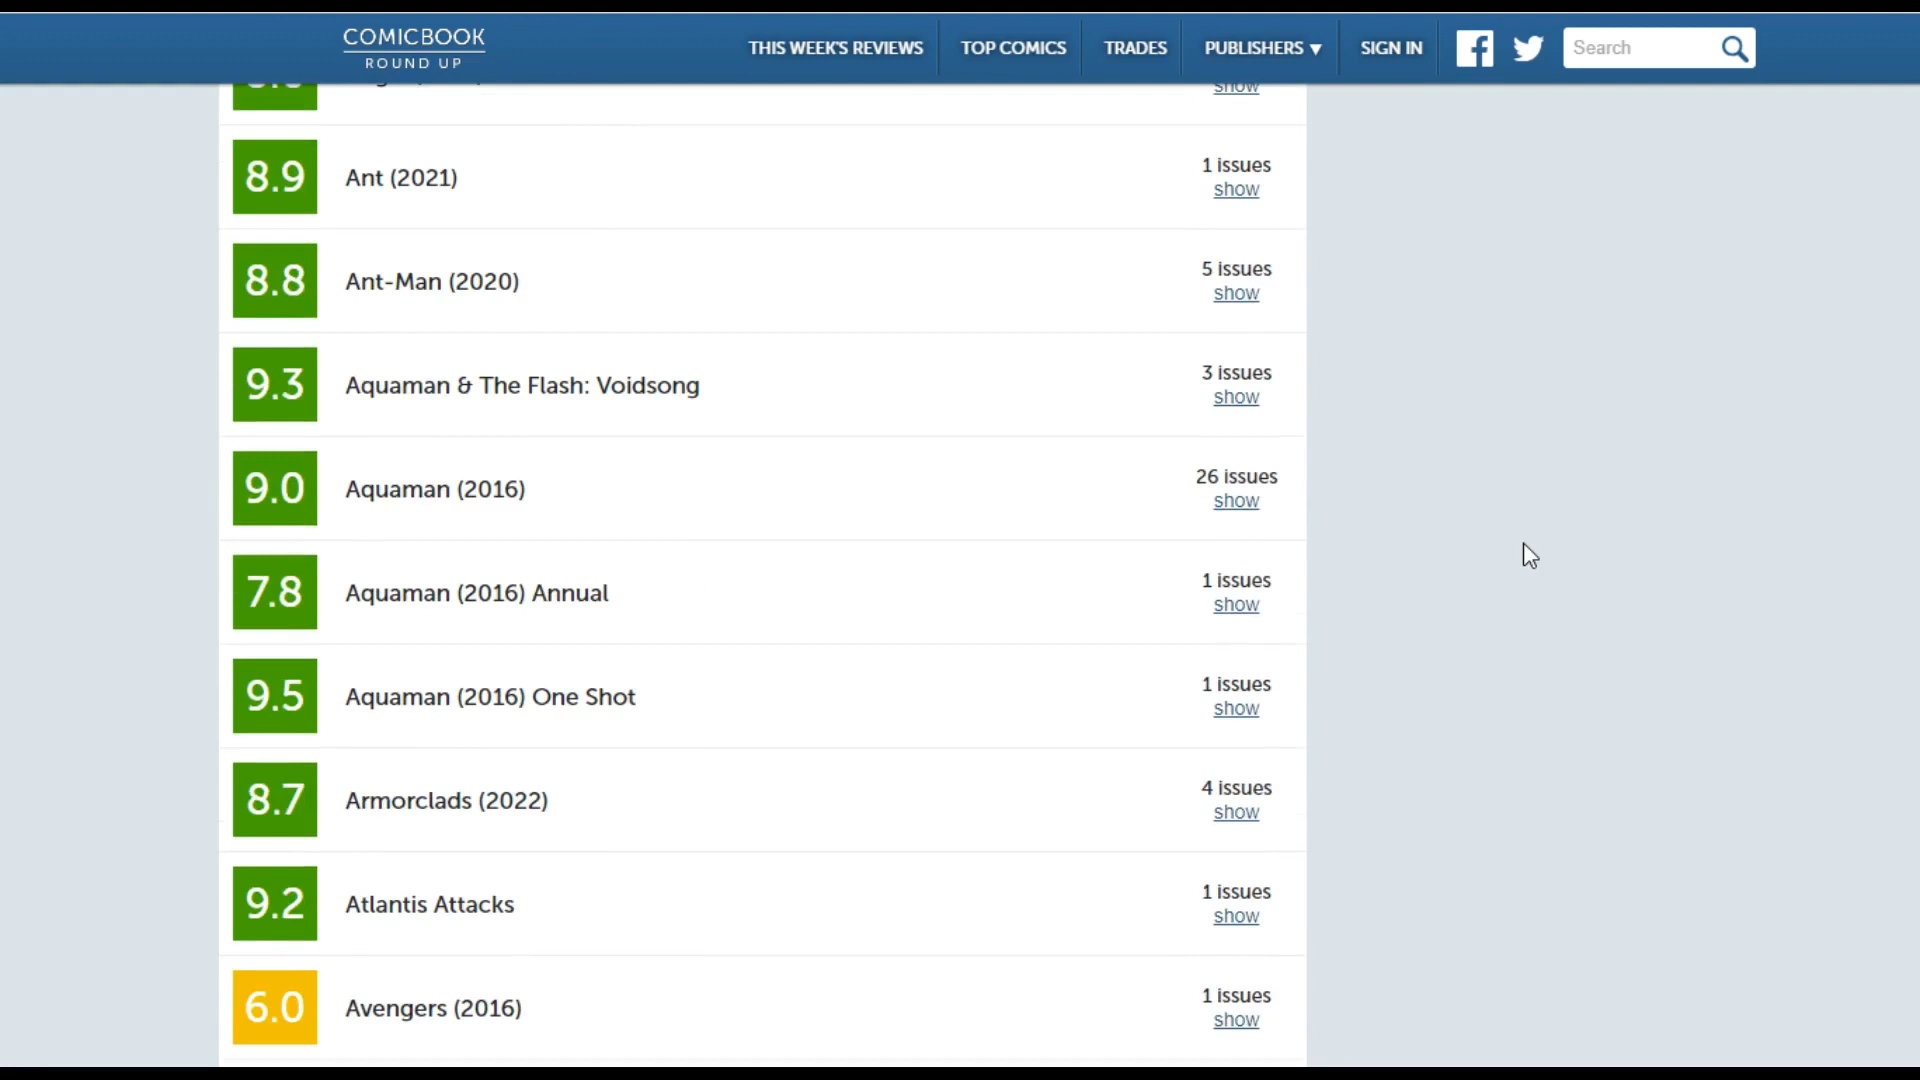 COMICBOOK
ROUND UP
THIS WEEK'S REVIEWS TOP COMICS TRADES PUBLISHERS ▼ SIGN IN Search
show
8.9 Ant (2021) 1 issues
show
8.8 Ant-Man (2020) 5 issues
show
9.3 Aquaman & The Flash: Voidsong 3 issues
show
9.0 Aquaman (2016) 26 issues
show
7.8 Aquaman (2016) Annual 1 issues
show
9.5 Aquaman (2016) One Shot 1 issues
show
8.7 Armorclads (2022) 4 issues
show
9.2 Atlantis Attacks 1 issues
show
6.0 Avengers (2016) 1 issues
show